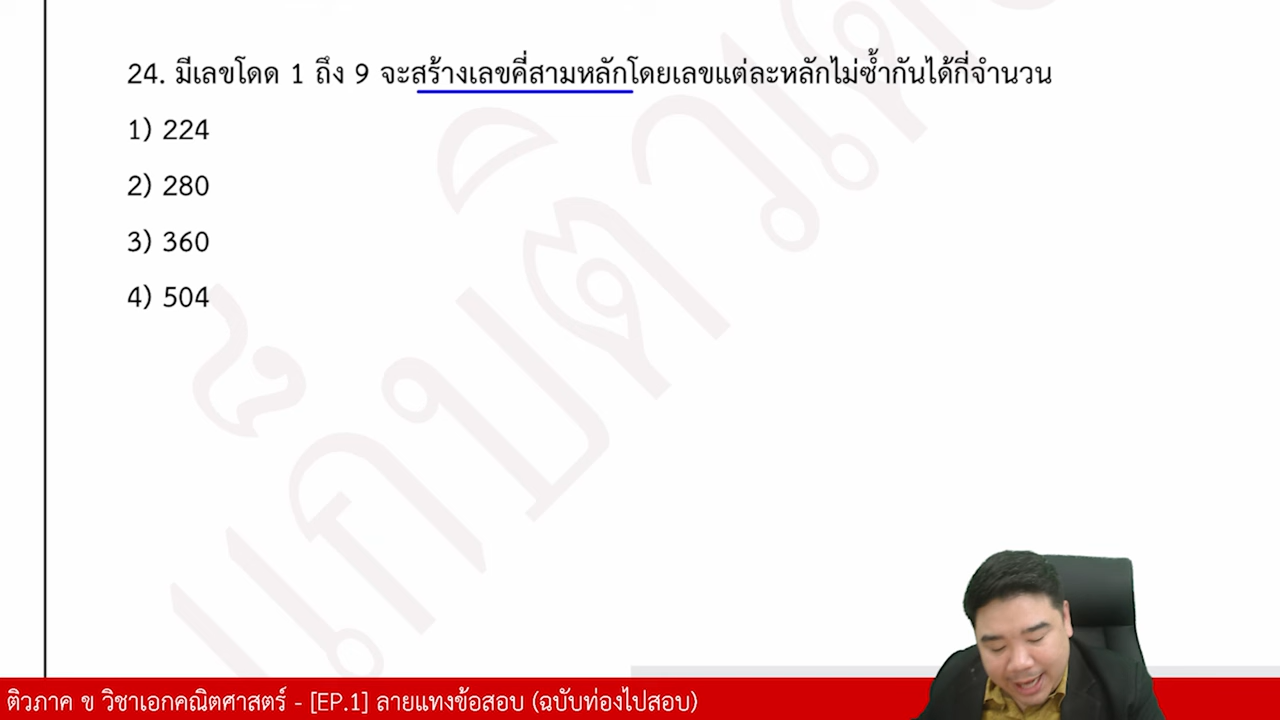 24. มีเลขโดด 1 ถึง 9 จะสร้างเลขคี่สามหลักโดยเลขแต่ละหลักไม่ซ้ำกันได้กี่จำนวน
1) 224
2) 280
3) 360
4) 504
ติวภาค ข วิชาเอกคณิตศาสตร์ - [EP.1] ลายแทงข้อสอบ (ฉบับท่องไปสอบ)